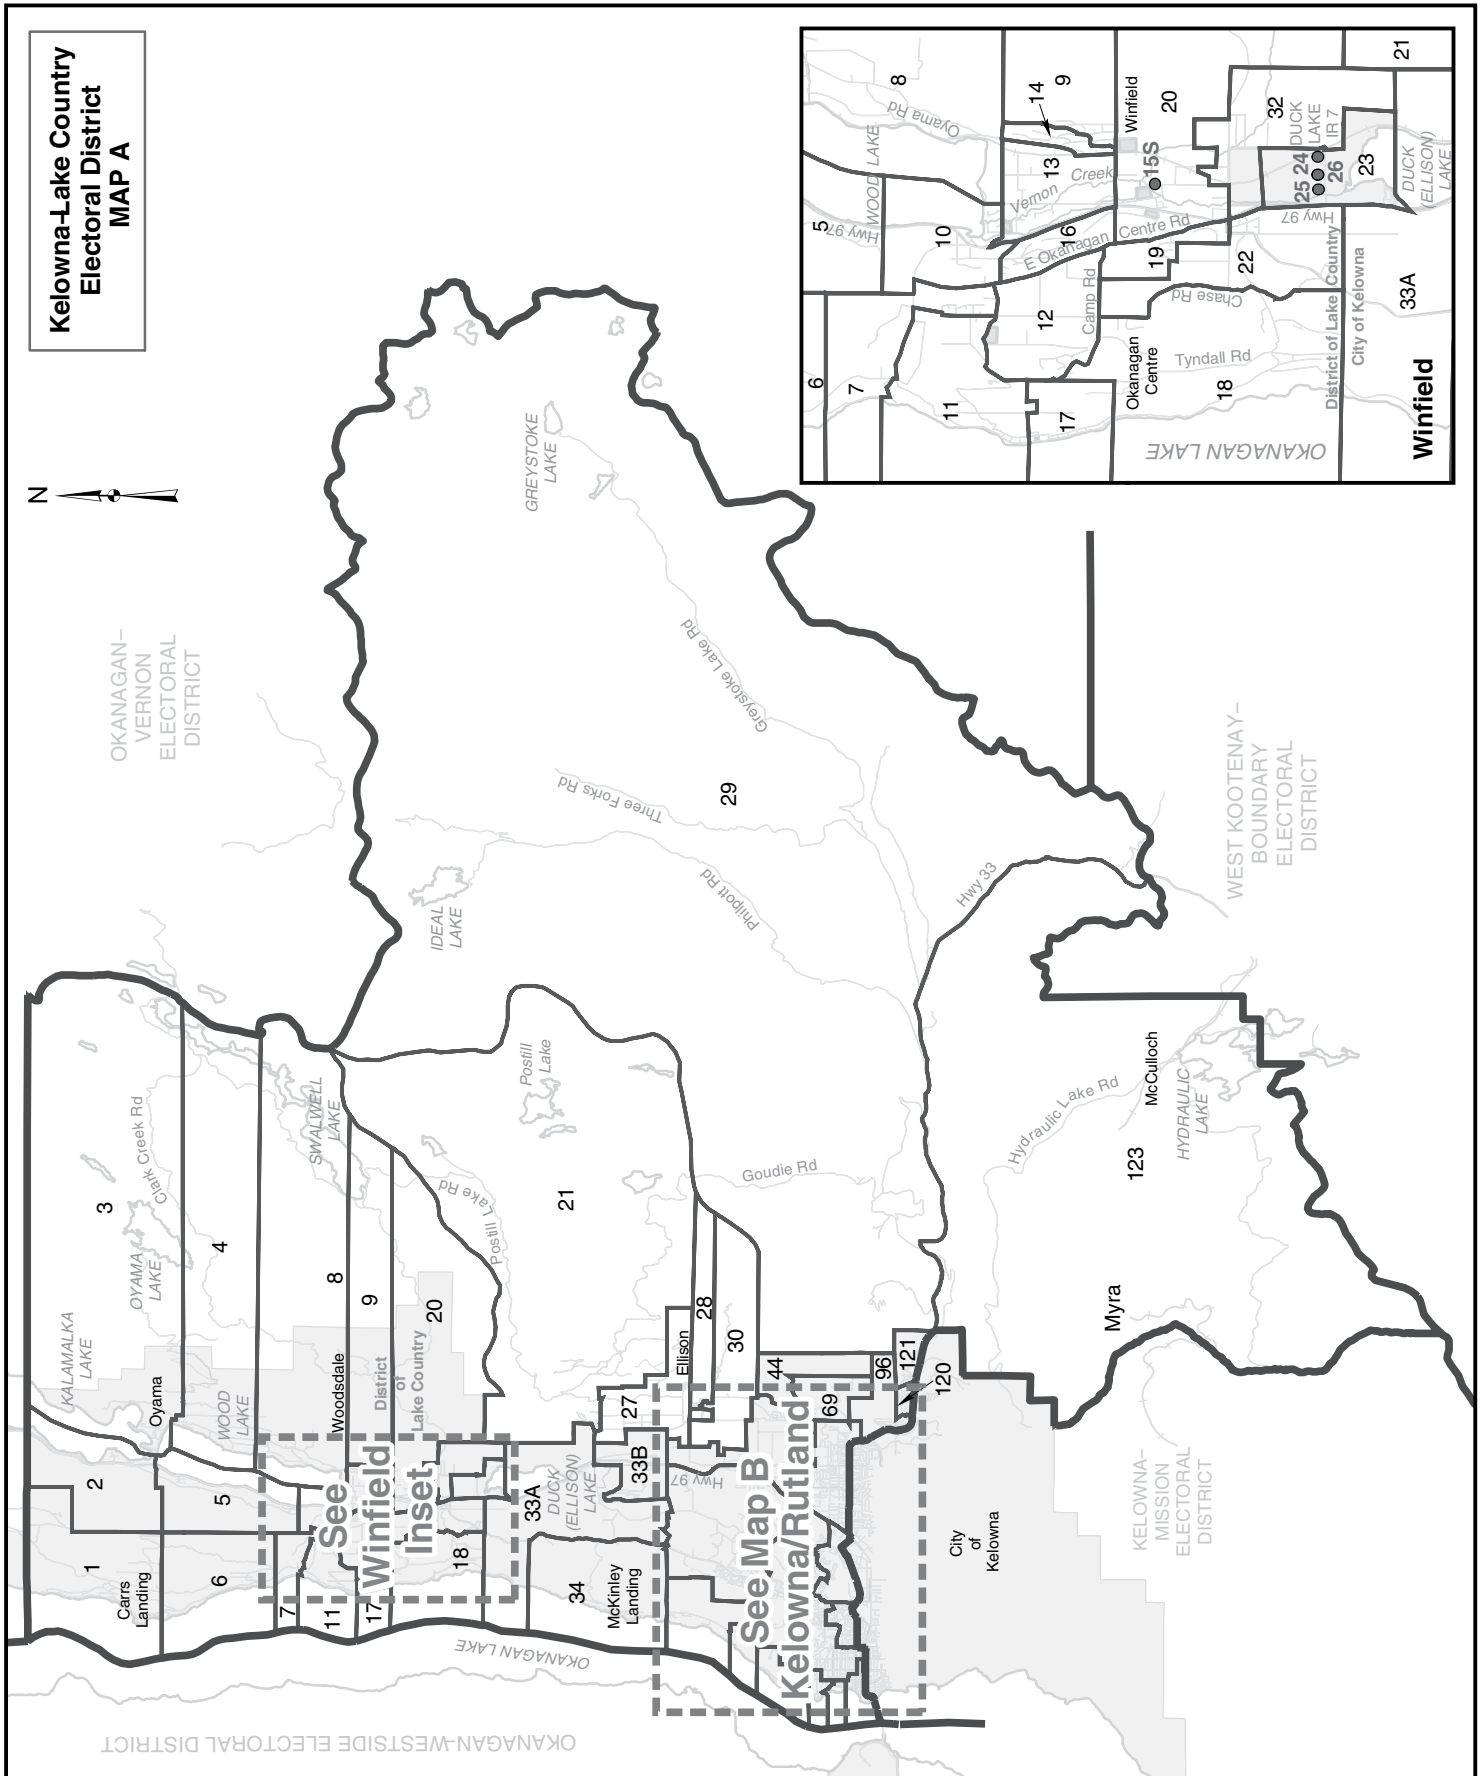 Kelowna-Lake Country
Electoral District
MAP A
N
OKANAGAN–
VERNON
ELECTORAL
DISTRICT
WEST KOOTENAY–
BOUNDARY
ELECTORAL
DISTRICT
KELOWNA–
MISSION
ELECTORAL
DISTRICT
OKANAGAN-WESTSIDE ELECTORAL DISTRICT
OKANAGAN LAKE
KALAMALKA
LAKE
3
OYAMA
LAKE
Clark Creek Rd
4
SWALWELL
LAKE
Oyama
WOOD
LAKE
Woodsdale
8
9
District
of
Lake Country
20
Postill Lake Rd
2
1
Carrs
Landing
5
6
7
11
17
18
See
Winfield
Inset
33A
DUCK
(ELLISON)
LAKE
34
McKinley
Landing
33B
27
Hwy 97
Ellison
28
30
21
Postill
Lake
IDEAL
LAKE
GREYSTOKE
LAKE
Greystoke Lake Rd
Three Forks Rd
29
Philpott Rd
Hwy 33
Goudie Rd
44
96
69
121
120
See Map B
Kelowna/Rutland
City
of
Kelowna
Myra
123
Hydraulic Lake Rd
McCulloch
HYDRAULIC
LAKE
8
Oyama Rd
WOOD LAKE
5
Hwy 97
10
6
7
11
14
9
13
Vernon Creek
16
E Okanagan Centre Rd
12
Camp Rd
17
Winfield
20
15S
19
22
Chase Rd
Okanagan
Centre
Tyndall Rd
18
OKANAGAN LAKE
32
DUCK
LAKE
IR 7
25
24
26
23
21
DUCK
(ELLISON)
LAKE
Hwy 97
District of Lake Country
City of Kelowna
33A
Winfield